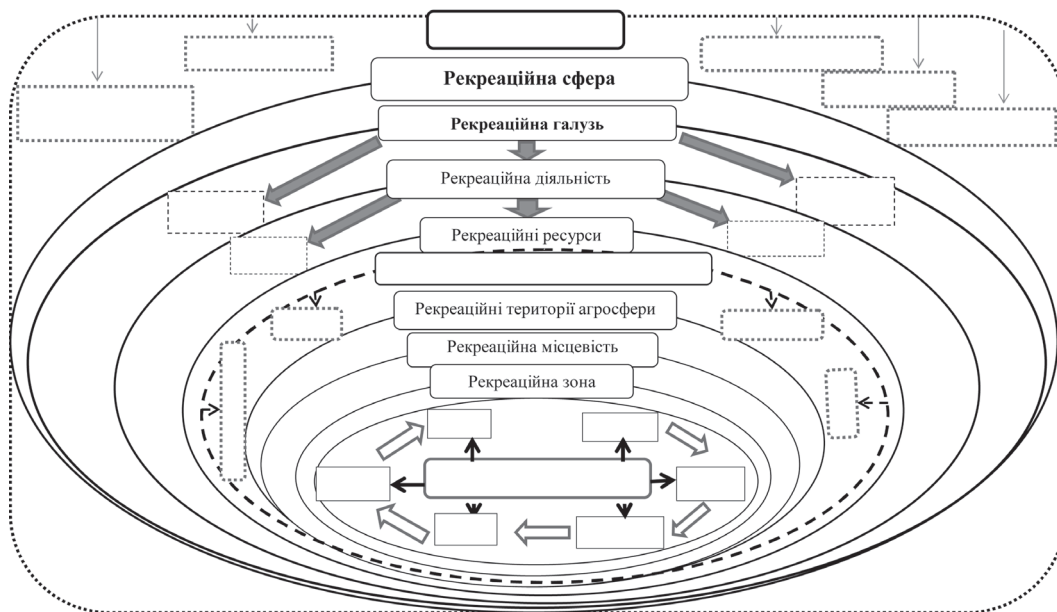 Рекреаційна сфера
Рекреаційна галузь
Рекреаційна діяльність
Рекреаційні ресурси
Рекреаційні території агросфери
Рекреаційна місцевість
Рекреаційна зона